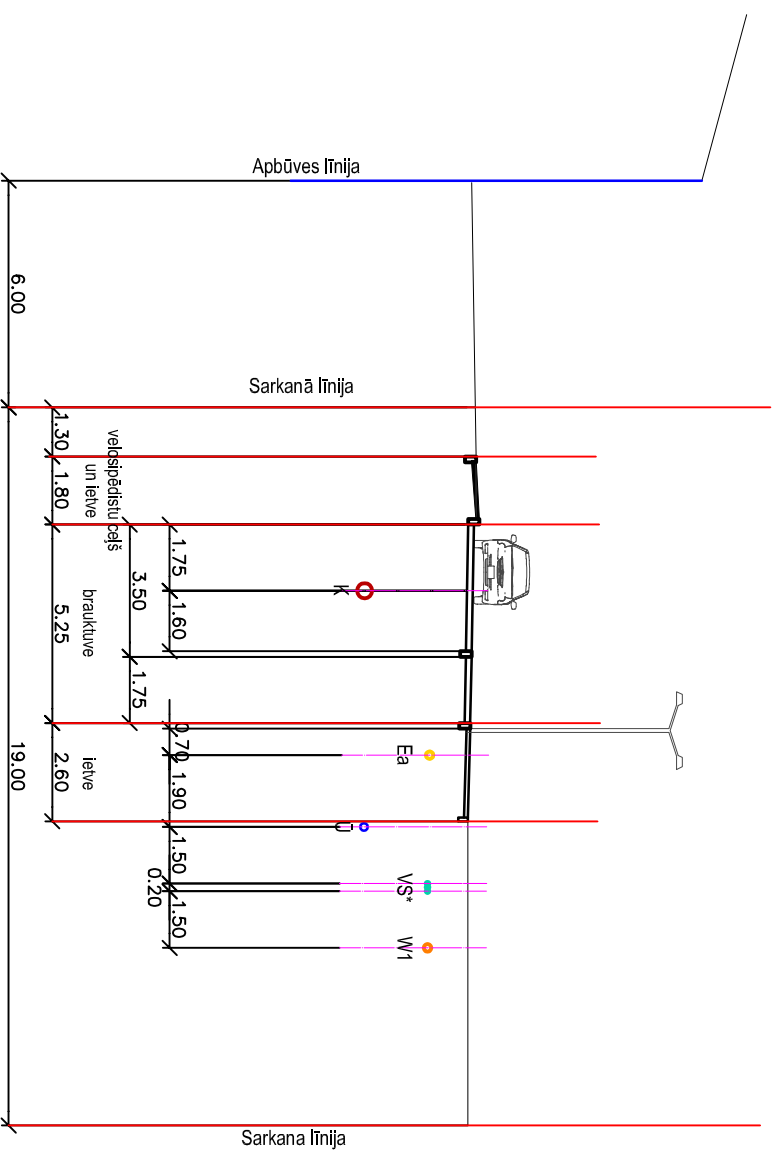 Apbūves līnija
Sarkanā līnija
Sarkana līnija
6.00
19.00
1.30
1.80
5.25
2.60
velosipēdistu ceļš
un ietve
brauktuve
ietve
3.50
1.75
1.75
1.60
0.70
1.90
1.50
0.20
1.50
K
Ea
Ū
VS*
W1